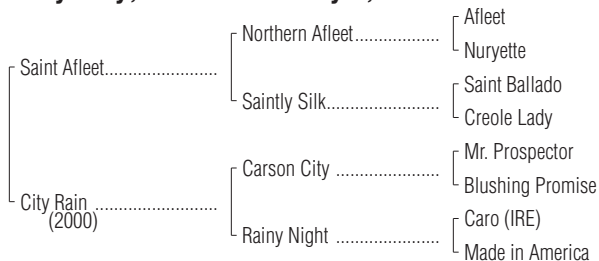 Afleet
Northern Afleet....................
Nuryette
Saint Afleet..........................
Saint Ballado
Saintly Silk..........................
Creole Lady
Mr. Prospector
Carson City ........................
Blushing Promise
City Rain ............................
(2000)
Caro (IRE)
Rainy Night ........................
Made in America